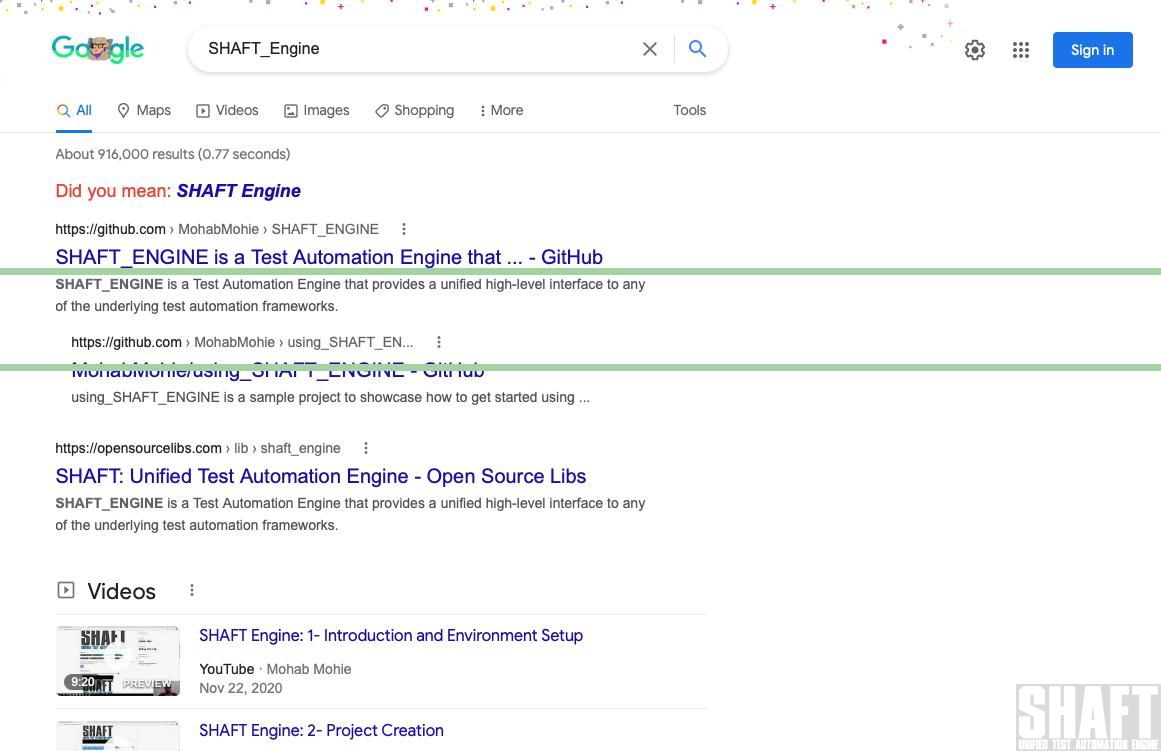 Google
SHAFT_Engine
Sign in
All
Maps
Videos
Images
Shopping
More
Tools
About 916,000 results (0.77 seconds)
Did you mean: SHAFT Engine
https://github.com › MohabMohie › SHAFT_ENGINE
SHAFT_ENGINE is a Test Automation Engine that ... - GitHub
SHAFT_ENGINE is a Test Automation Engine that provides a unified high-level interface to any
of the underlying test automation frameworks.
https://github.com › MohabMohie › using_SHAFT_EN...
MohabMohie/using_SHAFT_ENGINE - GitHub
using_SHAFT_ENGINE is a sample project to showcase how to get started using ...
https://opensourcelibs.com › lib › shaft_engine
SHAFT: Unified Test Automation Engine - Open Source Libs
SHAFT_ENGINE is a Test Automation Engine that provides a unified high-level interface to any
of the underlying test automation frameworks.
Videos
SHAFT
9:20
PREVIEW
SHAFT Engine: 1- Introduction and Environment Setup
YouTube · Mohab Mohie
Nov 22, 2020
SHAFT
SHAFT Engine: 2- Project Creation
SHAFT
UNIFIED TEST AUTOMATION ENGINE